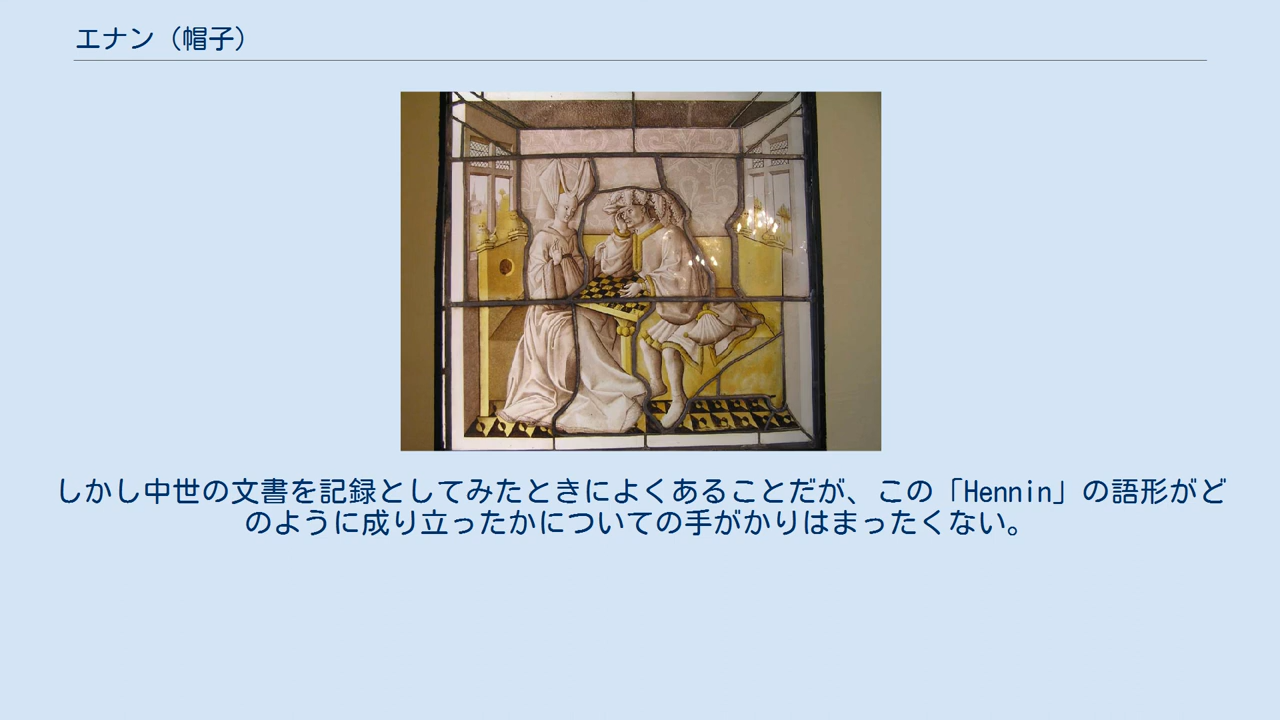 エナン（帽子）
しかし中世の文書を記録としてみたときによくあることだが、この「Hennin」の語形がど
のように成り立ったかについての手がかりはまったくない。